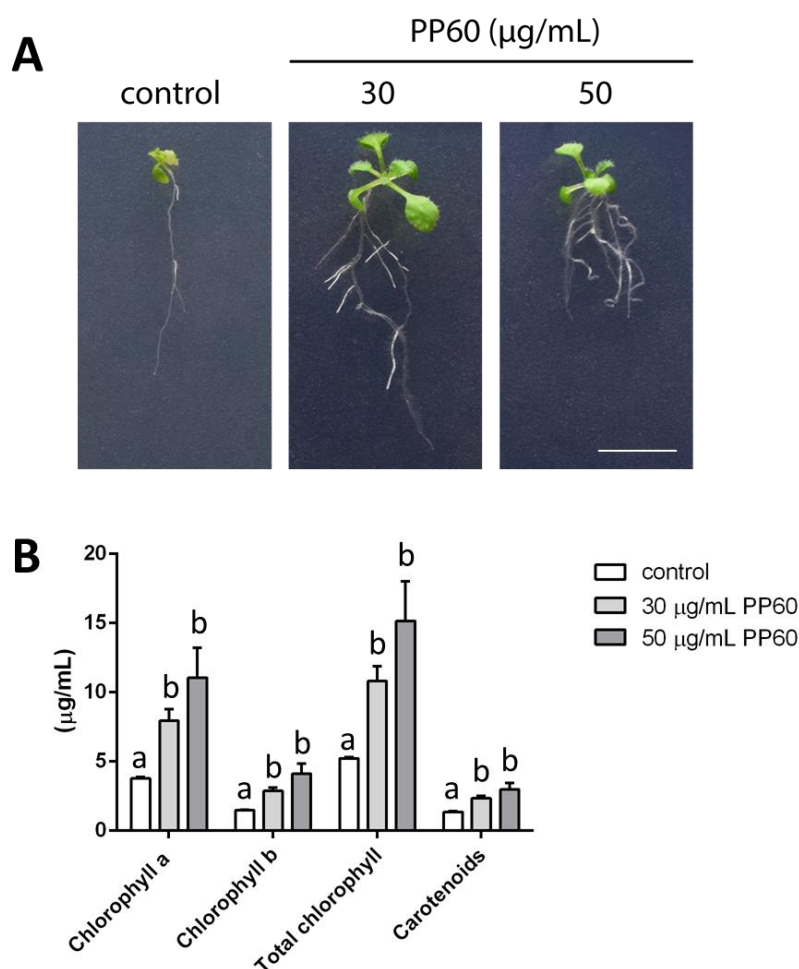 A
PP60 (µg/mL)
control
30
50
B
20
15
10
5
0
(µg/mL)
a
b
b
a
b
b
a
b
b
a
b
b
Chlorophyll a
Chlorophyll b
Total chlorophyll
Carotenoids
control
30 µg/mL PP60
50 µg/mL PP60